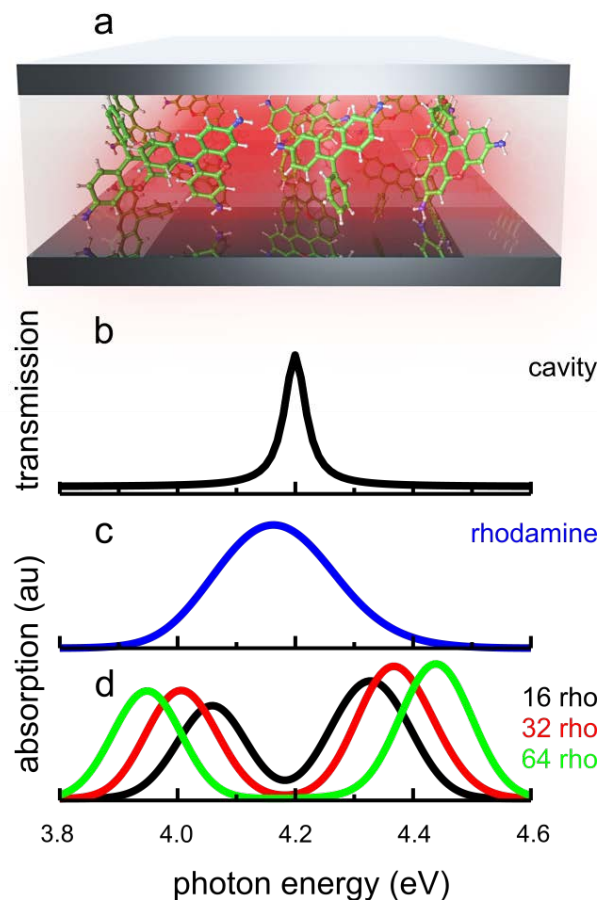 a
b
transmission
cavity
c
rhodamine
absorption (au)
d
16 rho
32 rho
64 rho
3.8 4.0 4.2 4.4 4.6
photon energy (eV)